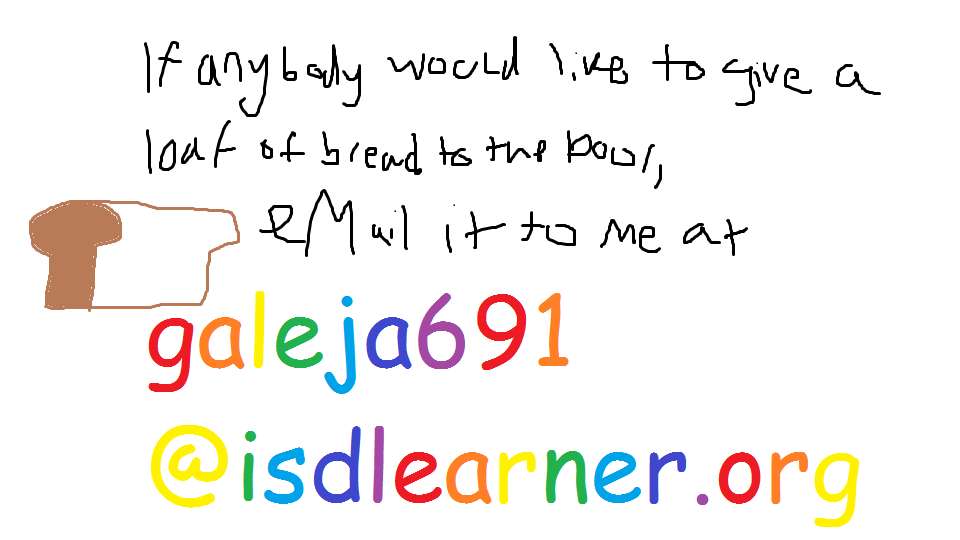 If anybody would like to give a
loaf of bread to the poor,
eMail it to me at
galeja691
@isdlearner.org